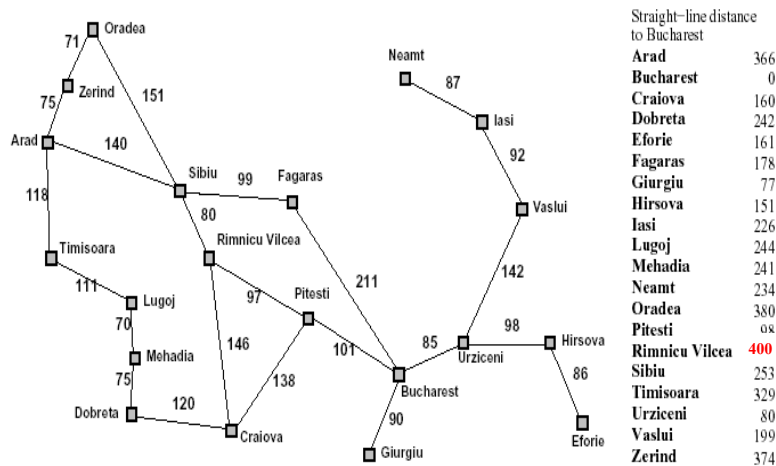 Oradea
71
Neamt
Zerind
87
75
151
Iasi
Arad
140
92
Sibiu
99
Fagaras
118
80
Vaslui
Rimnicu Vilcea
Timisoara
142
111
Pitesti
211
Lugoj
97
70
98
Hirsova
85
146
101
Urziceni
Mehadia
138
86
75
Bucharest
120
Dobreta
90
Craiova
Eforie
Giurgiu
Straight–line distance
to Bucharest
Arad 366
Bucharest 0
Craiova 160
Dobreta 242
Eforie 161
Fagaras 178
Giurgiu 77
Hirsova 151
Iasi 226
Lugoj 244
Mehadia 241
Neamt 234
Oradea 380
Pitesti
Rimnicu Vilcea 400
Sibiu 253
Timisoara 329
Urziceni 80
Vaslui 199
Zerind 374